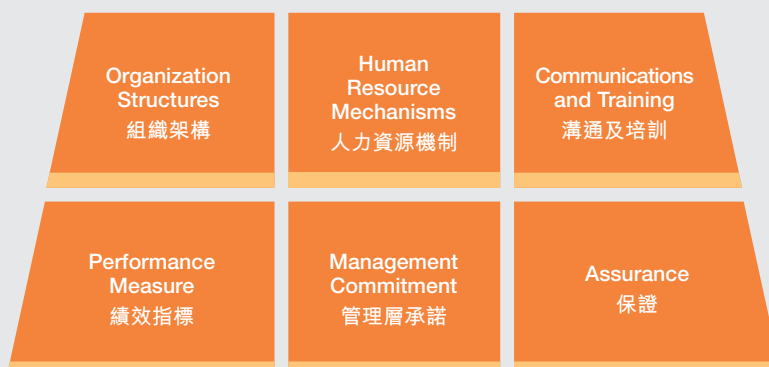 Organization
Structures
組織架構
Human
Resource
Mechanisms
人力資源機制
Communications
and Training
溝通及培訓
Performance
Measure
績效指標
Management
Commitment
管理層承諾
Assurance
保證